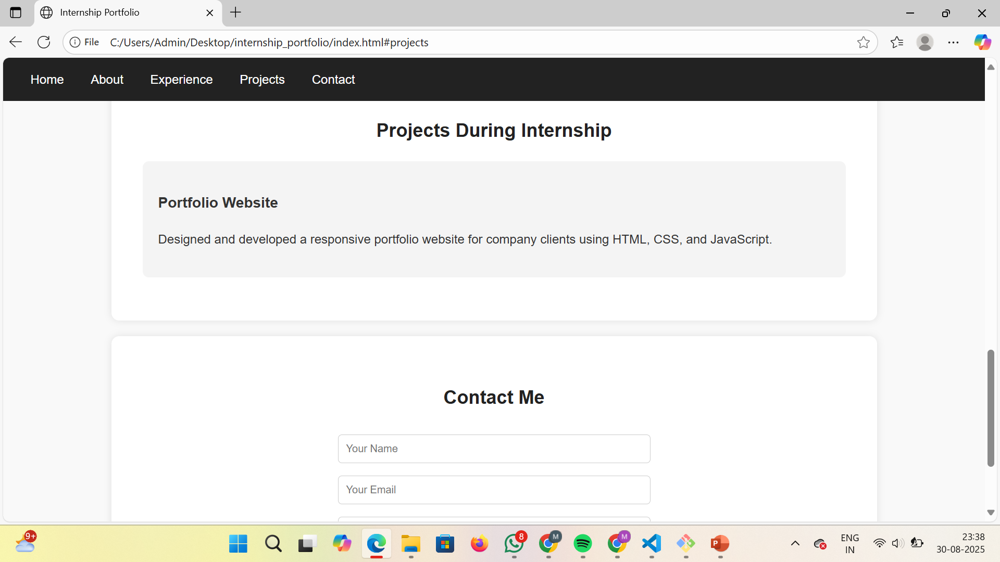 Internship Portfolio
File C:/Users/Admin/Desktop/internship_portfolio/index.html#projects
Home About Experience Projects Contact
Projects During Internship
Portfolio Website
Designed and developed a responsive portfolio website for company clients using HTML, CSS, and JavaScript.
Contact Me
Your Name
Your Email
9+
8
M
M
P
ENG
IN
23:38
30-08-2025